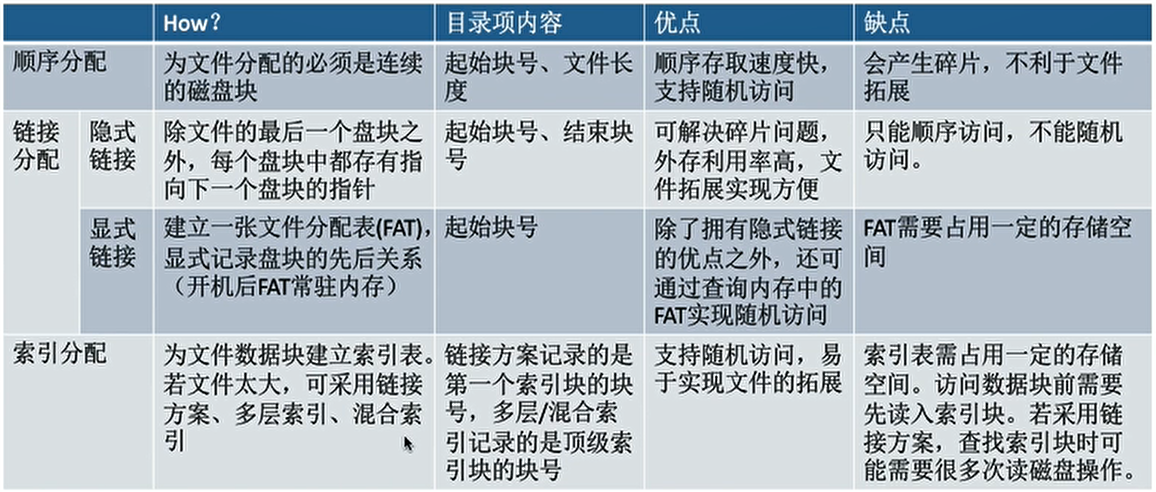 How？ 目录项内容 优点 缺点
顺序分配
为文件分配的必须是连续
的磁盘块
起始块号、文件长
度
顺序存取速度快，
支持随机访问
会产生碎片，不利于文件
拓展
链接
分配
隐式
链接
除文件的最后一个盘块之
外，每个盘块中都存有指
向下一个盘块的指针
起始块号、结束块
号
可解决碎片问题，
外存利用率高，文
件拓展实现方便
只能顺序访问，不能随机
访问。
显式
链接
建立一张文件分配表(FAT)，
显式记录盘块的先后关系
（开机后FAT常驻内存）
起始块号
除了拥有隐式链接
的优点之外，还可
通过查询内存中的
FAT实现随机访问
FAT需要占用一定的存储空
间
索引分配
为文件数据块建立索引表。
若文件太大，可采用链接
方案、多层索引、混合索
引
链接方案记录的是
第一个索引块的块
号，多层/混合索
引记录的是顶级索
引块的块号
支持随机访问，易
于实现文件的拓展
索引表需占用一定的存储
空间。访问数据块前需要
先读入索引块。若采用链
接方案，查找索引块时可
能需要很多次读磁盘操作。